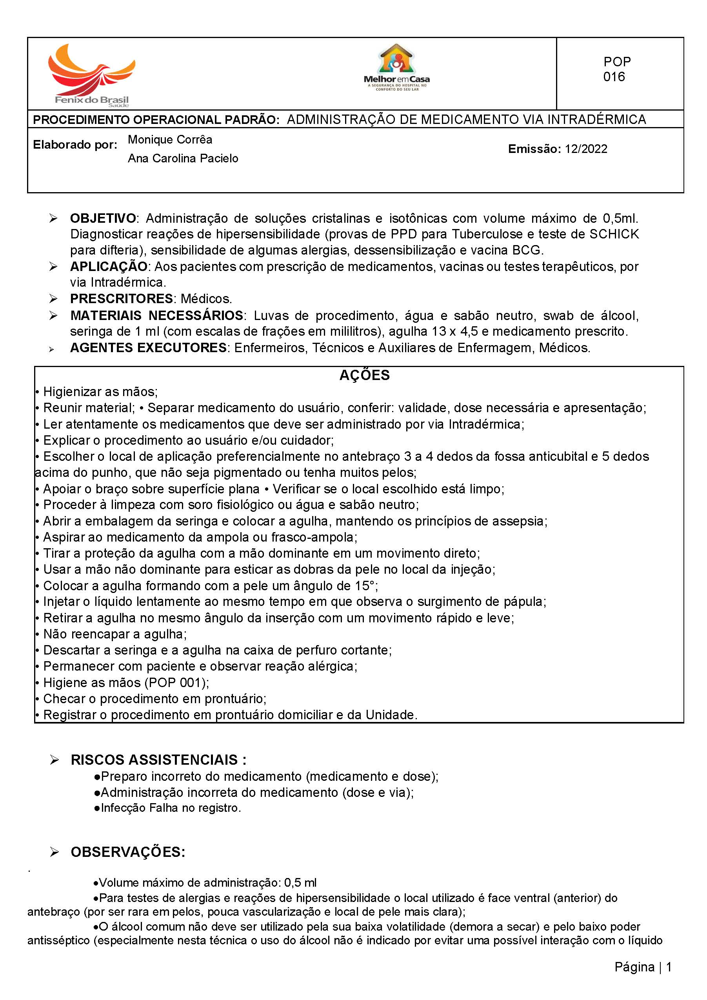 Fenix do Brasil
Saúde
Melhor em Casa
A SEGURANÇA DO HOSPITAL NO
CONFORTO DO SEU LAR
POP
016
PROCEDIMENTO OPERACIONAL PADRÃO: ADMINISTRAÇÃO DE MEDICAMENTO VIA INTRADÉRMICA
Elaborado por: Monique Corrêa
Ana Carolina Pacielo
Emissão: 12/2022
➢ OBJETIVO: Administração de soluções cristalinas e isotônicas com volume máximo de 0,5ml.
Diagnosticar reações de hipersensibilidade (provas de PPD para Tuberculose e teste de SCHICK
para difteria), sensibilidade de algumas alergias, dessensibilização e vacina BCG.
➢ APLICAÇÃO: Aos pacientes com prescrição de medicamentos, vacinas ou testes terapêuticos, por
via Intradérmica.
➢ PRESCRITORES: Médicos.
➢ MATERIAIS NECESSÁRIOS: Luvas de procedimento, água e sabão neutro, swab de álcool,
seringa de 1 ml (com escalas de frações em mililitros), agulha 13 x 4,5 e medicamento prescrito.
➢ AGENTES EXECUTORES: Enfermeiros, Técnicos e Auxiliares de Enfermagem, Médicos.
AÇÕES
• Higienizar as mãos;
• Reunir material; • Separar medicamento do usuário, conferir: validade, dose necessária e apresentação;
• Ler atentamente os medicamentos que deve ser administrado por via Intradérmica;
• Explicar o procedimento ao usuário e/ou cuidador;
• Escolher o local de aplicação preferencialmente no antebraço 3 a 4 dedos da fossa anticubital e 5 dedos
acima do punho, que não seja pigmentado ou tenha muitos pelos;
• Apoiar o braço sobre superfície plana • Verificar se o local escolhido está limpo;
• Proceder à limpeza com soro fisiológico ou água e sabão neutro;
• Abrir a embalagem da seringa e colocar a agulha, mantendo os princípios de assepsia;
• Aspirar ao medicamento da ampola ou frasco-ampola;
• Tirar a proteção da agulha com a mão dominante em um movimento direto;
• Usar a mão não dominante para esticar as dobras da pele no local da injeção;
• Colocar a agulha formando com a pele um ângulo de 15°;
• Injetar o líquido lentamente ao mesmo tempo em que observa o surgimento de pápula;
• Retirar a agulha no mesmo ângulo da inserção com um movimento rápido e leve;
• Não reencapar a agulha;
• Descartar a seringa e a agulha na caixa de perfuro cortante;
• Permanecer com paciente e observar reação alérgica;
• Higiene as mãos (POP 001);
• Checar o procedimento em prontuário;
• Registrar o procedimento em prontuário domiciliar e da Unidade.
➢ RISCOS ASSISTENCIAIS :
●Preparo incorreto do medicamento (medicamento e dose);
●Administração incorreta do medicamento (dose e via);
●Infecção Falha no registro.
➢ OBSERVAÇÕES:
.
●Volume máximo de administração: 0,5 ml
●Para testes de alergias e reações de hipersensibilidade o local utilizado é face ventral (anterior) do
antebraço (por ser rara em pelos, pouca vascularização e local de pele mais clara);
●O álcool comum não deve ser utilizado pela sua baixa volatilidade (demora a secar) e pelo baixo poder
antisséptico (especialmente nesta técnica o uso do álcool não é indicado por evitar uma possível interação com o líquido
Página | 1